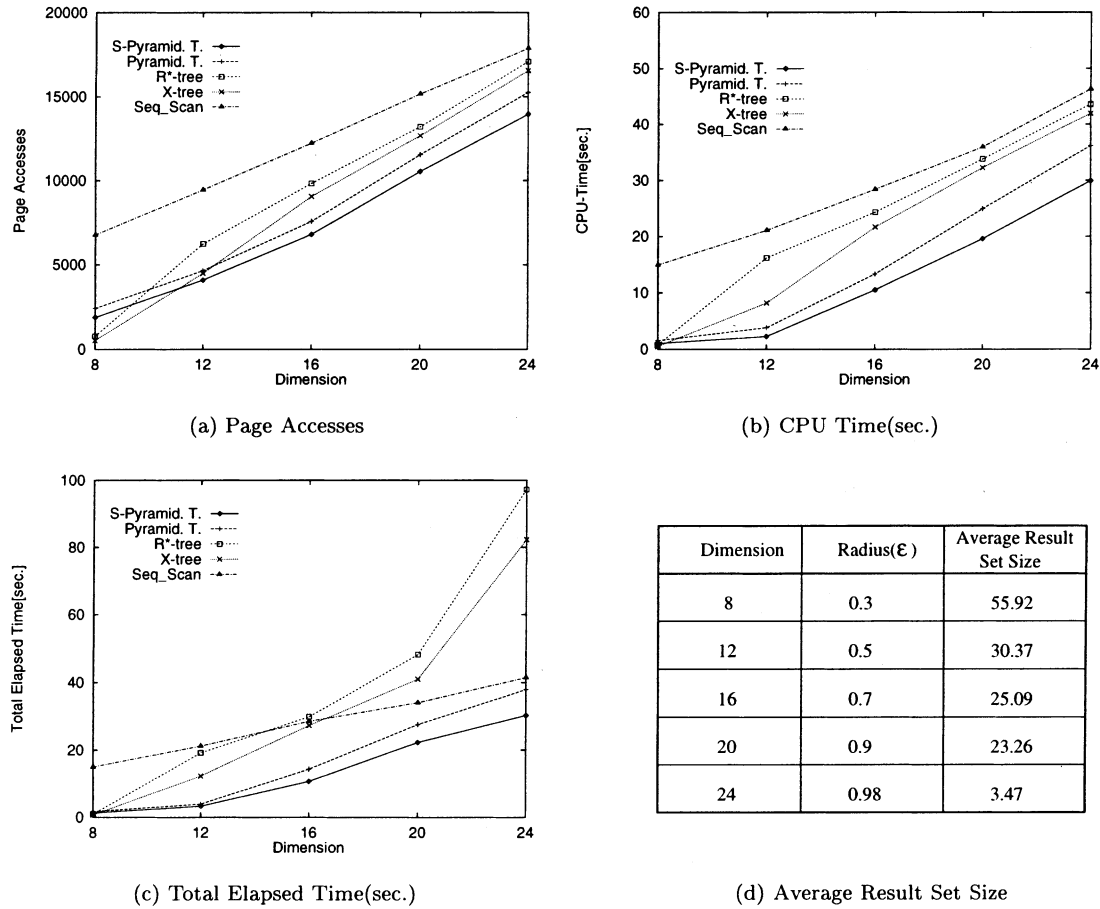 20000
15000
10000
5000
0
Page Accesses
S-Pyramid. T.
Pyramid. T.
R*-tree
X-tree
Seq_Scan
8 12 16 20 24
Dimension
(a) Page Accesses
60
50
40
30
20
10
0
CPU-Time[sec.]
S-Pyramid. T.
Pyramid. T.
R*-tree
X-tree
Seq_Scan
8 12 16 20 24
Dimension
(b) CPU Time(sec.)
100
80
60
40
20
0
Total Elapsed Time[sec.]
S-Pyramid. T.
Pyramid. T.
R*-tree
X-tree
Seq_Scan
8 12 16 20 24
Dimension
(c) Total Elapsed Time(sec.)
Dimension Radius(ε) Average Result
Set Size
8 0.3 55.92
12 0.5 30.37
16 0.7 25.09
20 0.9 23.26
24 0.98 3.47
(d) Average Result Set Size